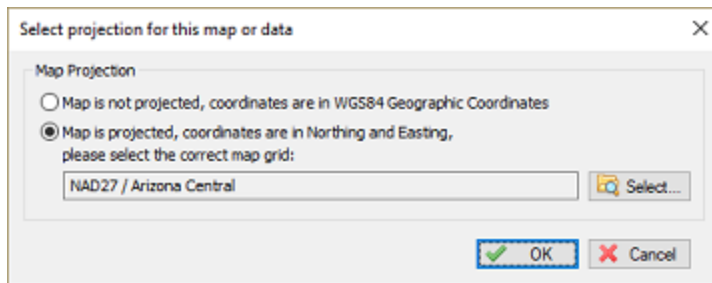 Select projection for this map or data
Map Projection
Map is not projected, coordinates are in WGS84 Geographic Coordinates
Map is projected, coordinates are in Northing and Easting,
please select the correct map grid:
NAD27 / Arizona Central
Select...
OK
Cancel